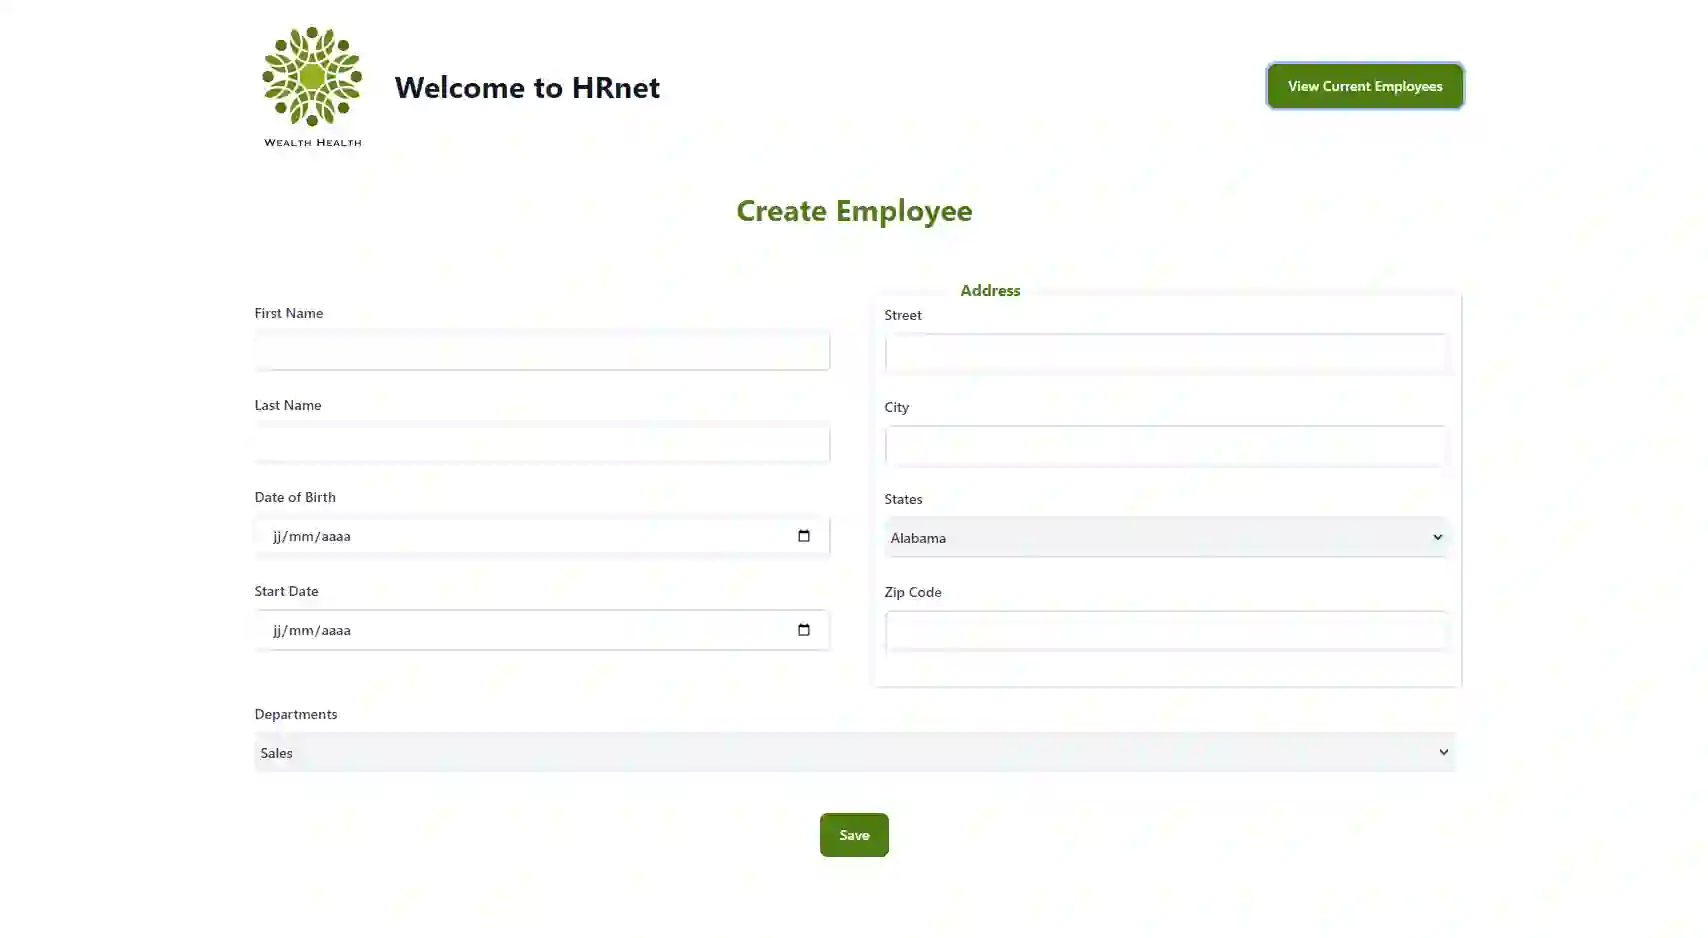 Welcome to HRnet
View Current Employees
WEALTH HEALTH
Create Employee
First Name
Last Name
Date of Birth
jj/mm/aaaa
Start Date
jj/mm/aaaa
Address
Street
City
States
Alabama
Zip Code
Departments
Sales
Save